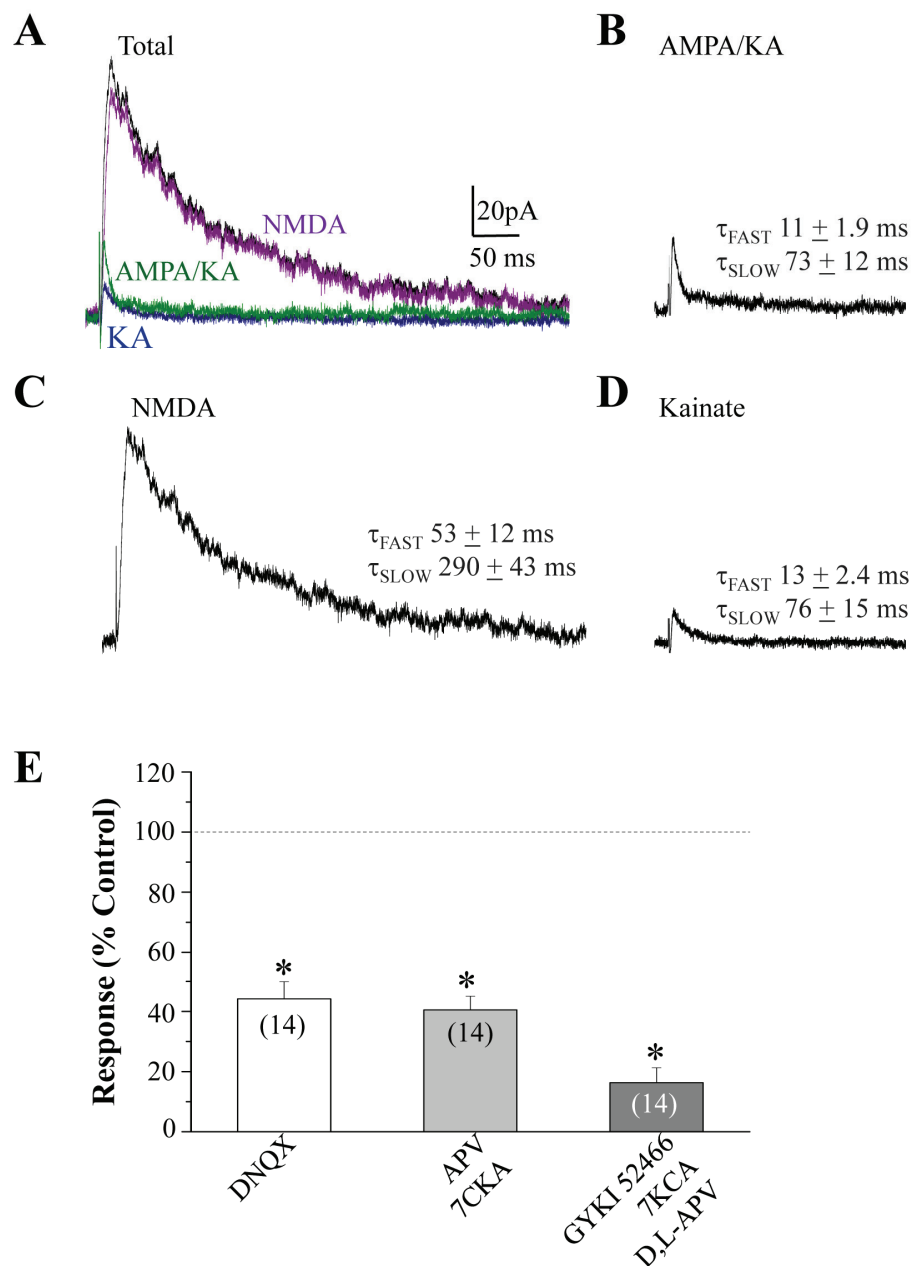 A
Total
NMDA
20pA
50 ms
AMPA/KA
KA
B
AMPA/KA
τFAST 11 ± 1.9 ms
τSLOW 73 ± 12 ms
C
NMDA
τFAST 53 ± 12 ms
τSLOW 290 ± 43 ms
D
Kainate
τFAST 13 ± 2.4 ms
τSLOW 76 ± 15 ms
E
Response (% Control)
120
100
80
60
40
20
0
*
(14)
*
(14)
*
(14)
DNQX
APV
7CKA
GYKI 52466
7KCA
D,L-APV